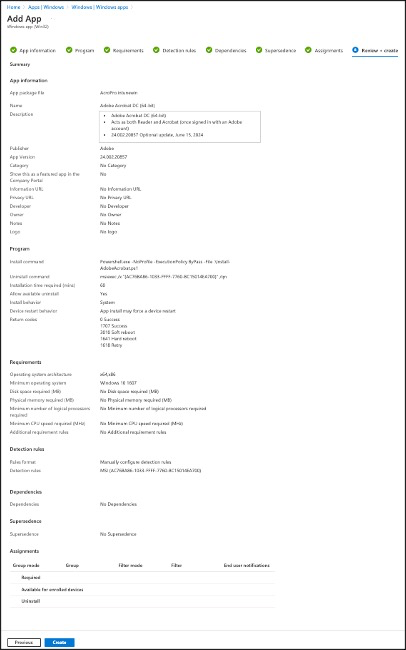 Home > Apps | Windows > Windows | Windows apps >
Add App ...
Windows app (Win32)
App information Program Requirements Detection rules Dependencies Supersedence Assignments Review + create
Summary
App information
App package file AcroPro.intunewin
Name Adobe Acrobat DC (64-bit)
Description
• Adobe Acrobat DC (64-bit)
• Acts as both Reader and Acrobat (once signed in with an Adobe
account)
• 24.002.20857 Optional update, June 15, 2024
Publisher Adobe
App Version 24.002.20857
Category No Category
Show this as a featured app in the No
Company Portal
Information URL No Information URL
Privacy URL No Privacy URL
Developer No Developer
Owner No Owner
Notes No Notes
Logo No logo
Program
Install command Powershell.exe -NoProfile -ExecutionPolicy ByPass -File "Install-
AdobeAcrobat.ps1"
Uninstall command msiexec /x
Installation time required (mins) 60
Allow available uninstall Yes
Install behavior System
Device restart behavior App install may force a device restart
Return codes 0 Success
1707 Success
3010 Soft reboot
1641 Hard reboot
1618 Retry
Requirements
Operating system architecture x64,x86
Minimum operating system Windows 10 1607
Disk space required (MB) No Disk space required (MB)
Physical memory required (MB) No Physical memory required (MB)
Minimum number of logical processors No Minimum number of logical processors required
required
Minimum CPU speed required (MHz) No Minimum CPU speed required (MHz)
Additional requirement rules No Additional requirement rules
Detection rules
Rules format Manually configure detection rules
Detection rules MSI
Dependencies
Dependencies No Dependencies
Supersedence
Supersedence No Supersedence
Assignments
Group mode Group Filter mode Filter End user notifications
Required
Available for enrolled devices
Uninstall
Previous Create